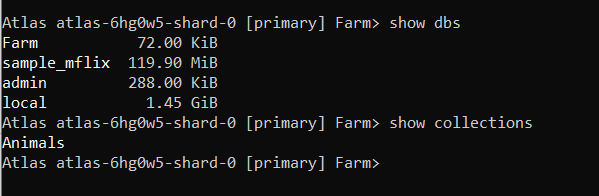 Atlas atlas-6hg0w5-shard-0 [primary] Farm> show dbs
Farm           72.00 KiB
sample_mflix  119.90 MiB
admin         288.00 KiB
local           1.45 GiB
Atlas atlas-6hg0w5-shard-0 [primary] Farm> show collections
Animals
Atlas atlas-6hg0w5-shard-0 [primary] Farm>